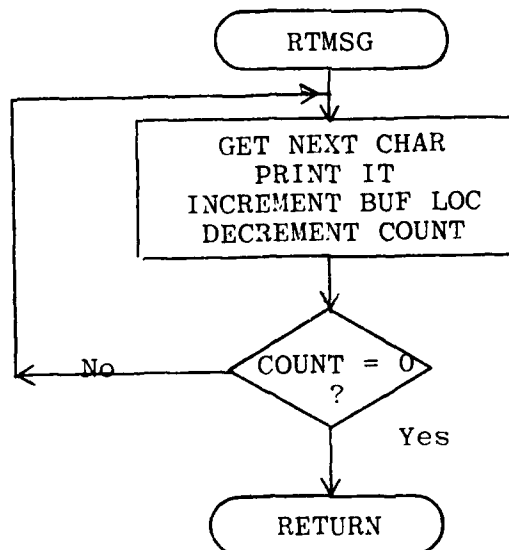 RTMSG
GET NEXT CHAR
PRINT IT
INCREMENT BUF LOC
DECREMENT COUNT
No
COUNT = 0
?
Yes
RETURN